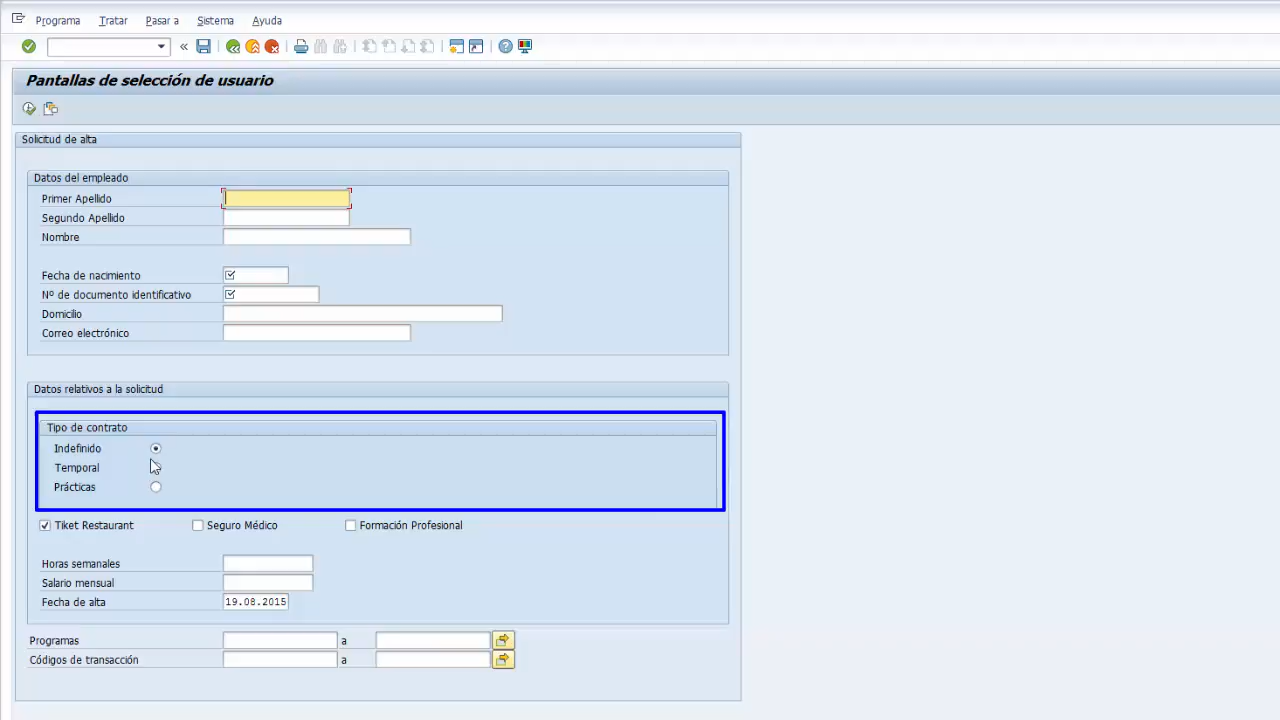 Programa Tratar Pasar a Sistema Ayuda
Pantallas de selección de usuario
Solicitud de alta
Datos del empleado
Primer Apellido
Segundo Apellido
Nombre
Fecha de nacimiento
Nº de documento identificativo
Domicilio
Correo electrónico
Datos relativos a la solicitud
Tipo de contrato
Indefinido
Temporal
Prácticas
Tiket Restaurant Seguro Médico Formación Profesional
Horas semanales
Salario mensual
Fecha de alta 19.08.2015
Programas a
Códigos de transacción a